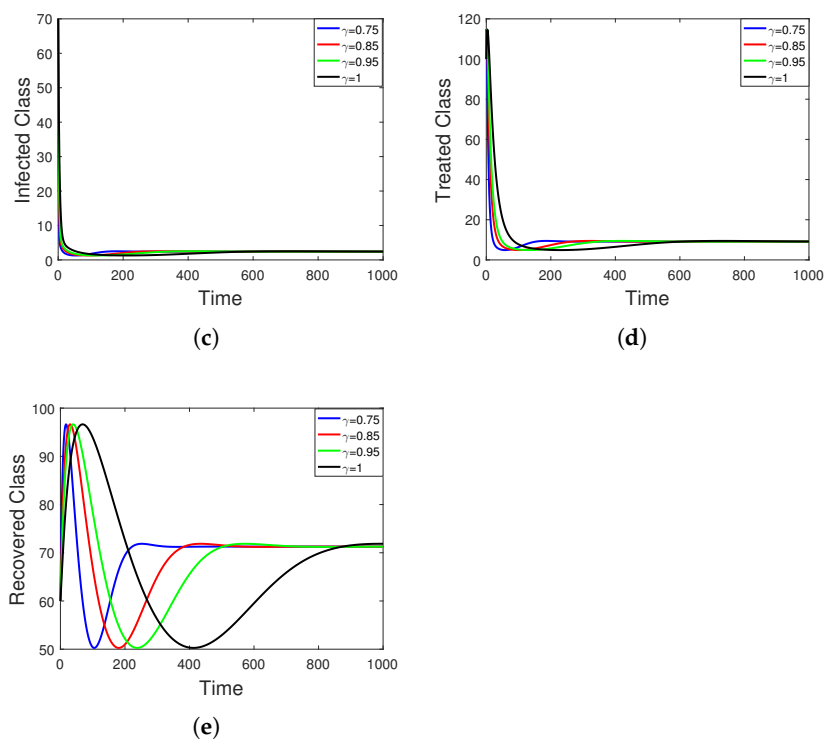 70
60
50
40
30
20
10
0
Infected Class
γ=0.75
γ=0.85
γ=0.95
γ=1
0 200 400 600 800 1000
Time
(c)
120
100
80
60
40
20
0
Treated Class
γ=0.75
γ=0.85
γ=0.95
γ=1
0 200 400 600 800 1000
Time
(d)
100
90
80
70
60
50
Recovered Class
γ=0.75
γ=0.85
γ=0.95
γ=1
0 200 400 600 800 1000
Time
(e)